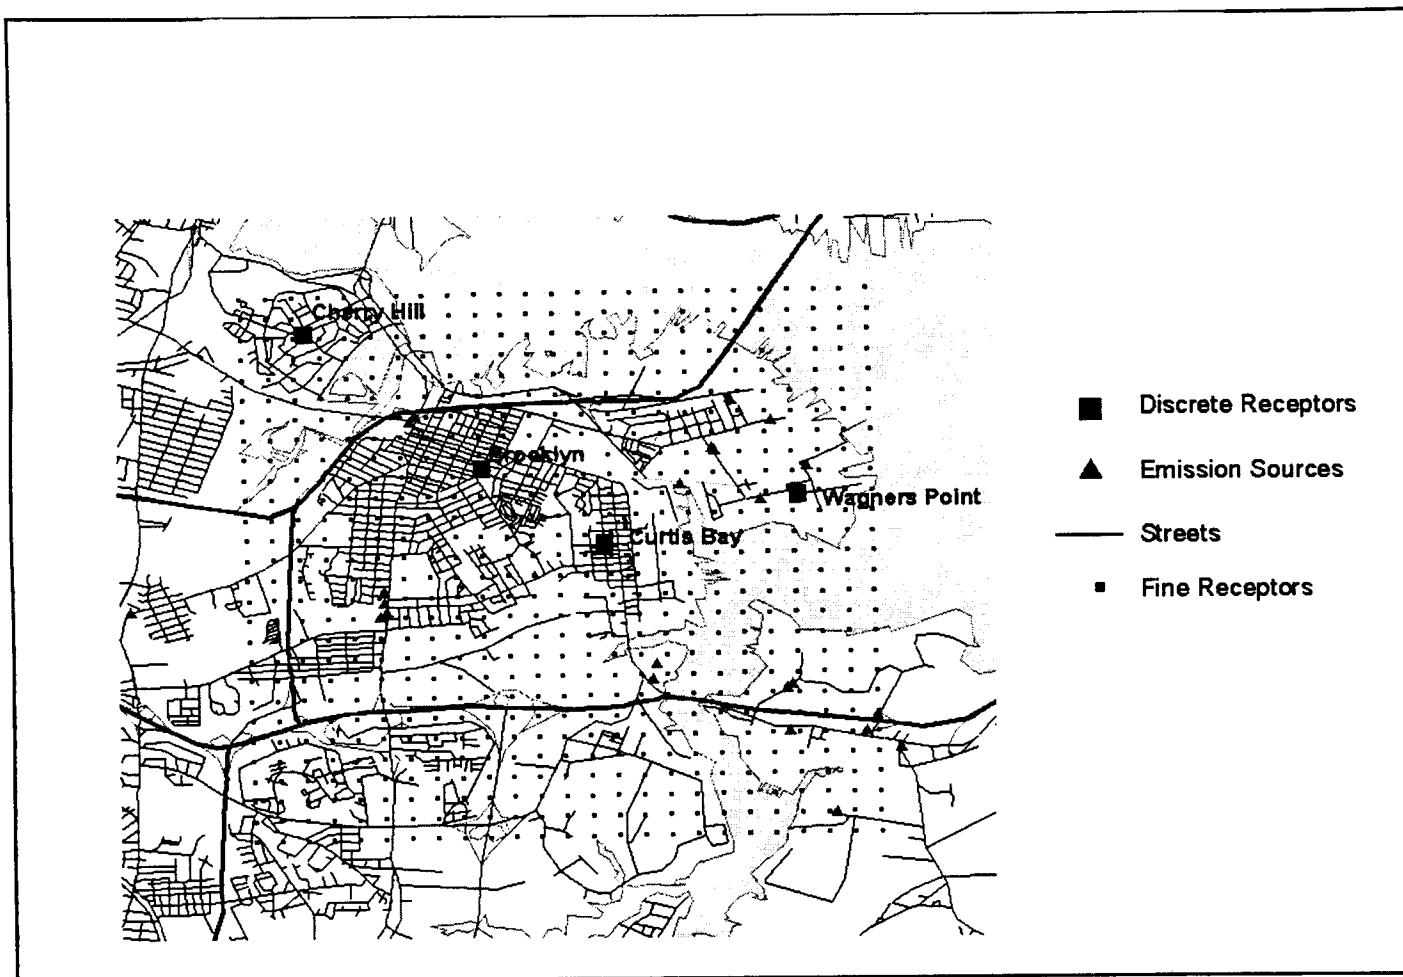 Cherry Hill
Brooklyn
Wagners Point
Curtis Bay
Discrete Receptors
Emission Sources
Streets
Fine Receptors